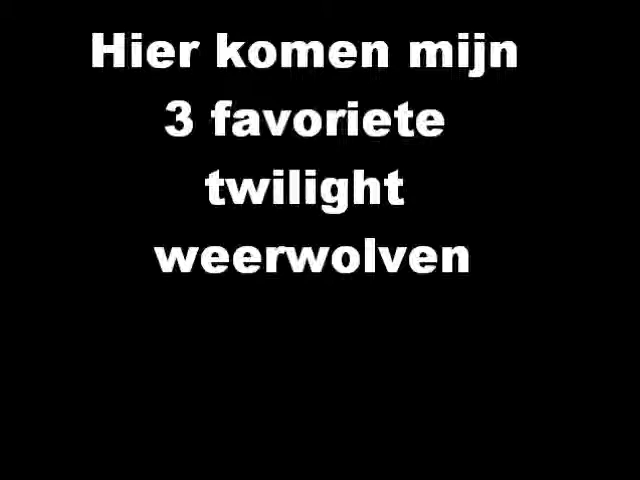 Hier komen mijn
3 favoriete
twilight
weerwolven